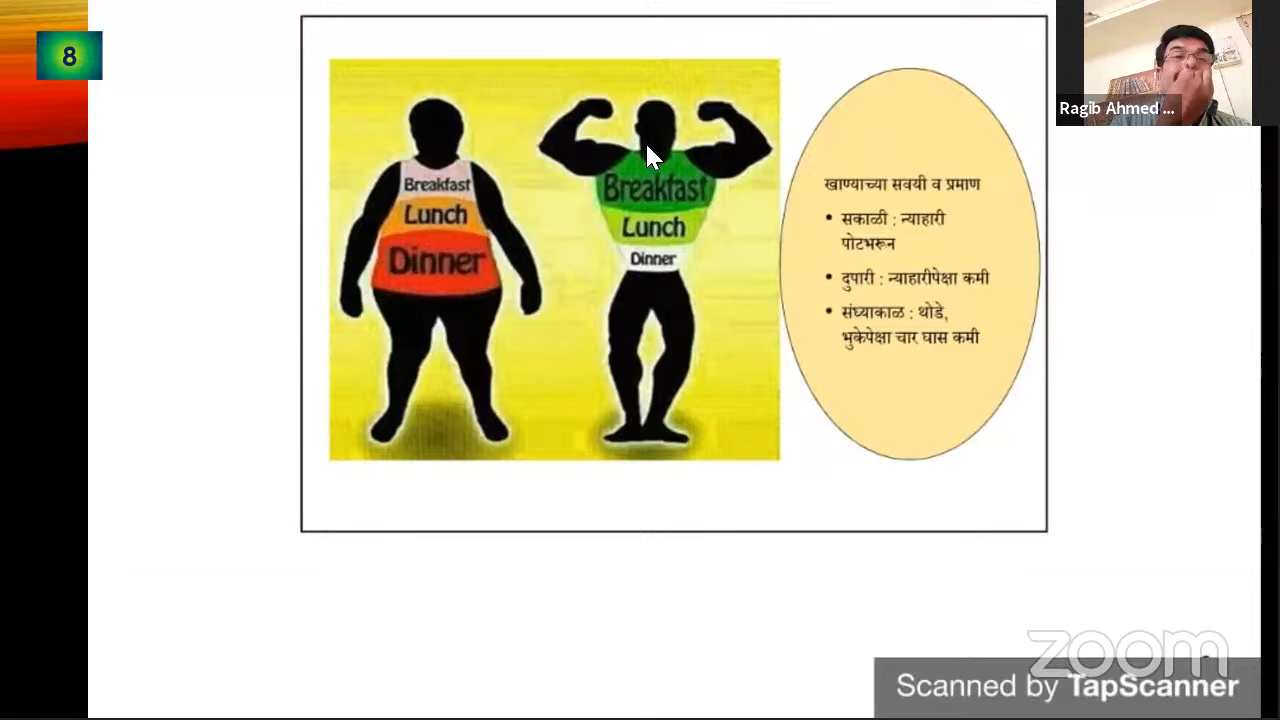 8
Ragib Ahmed ...
Breakfast
Lunch
Dinner
Breakfast
Lunch
Dinner
खाण्याच्या सवयी व प्रमाण
• सकाळी : न्याहारी
पोटभरून
• दुपारी : न्याहारीपेक्षा कमी
• संध्याकाळ : थोडे,
भुकेपेक्षा चार घास कमी
zoom
Scanned by TapScanner